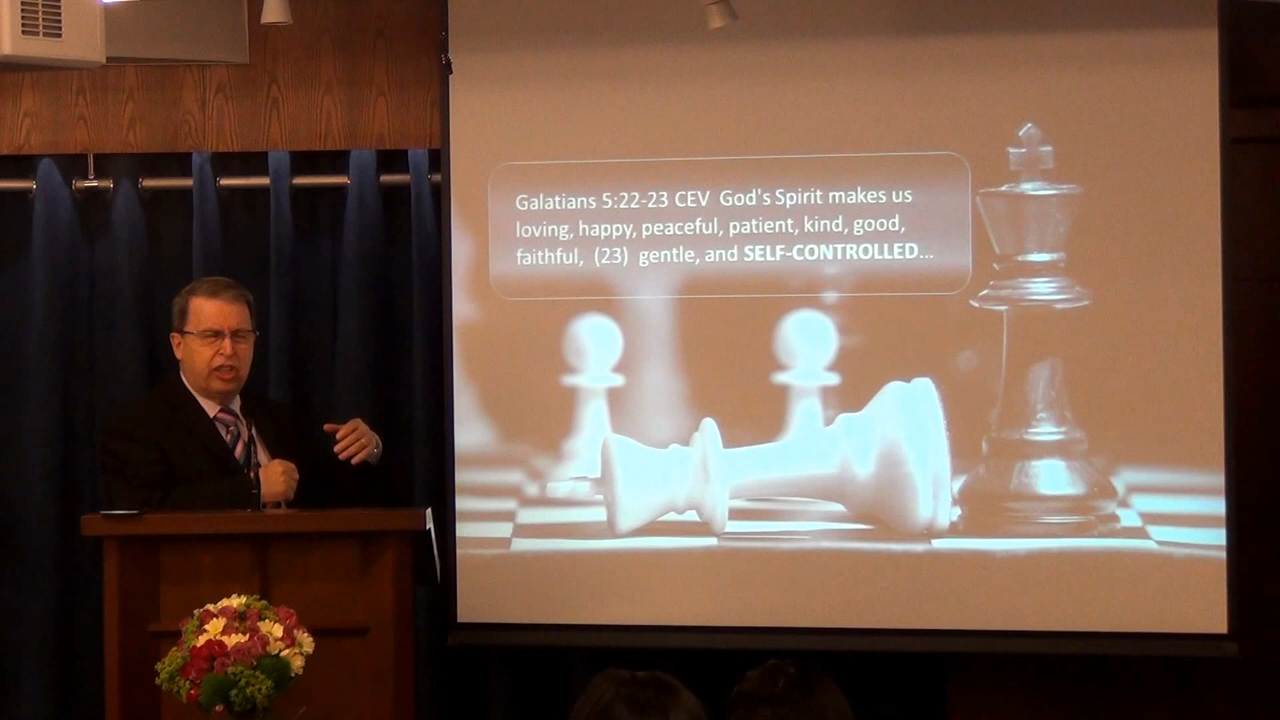 Galatians 5:22-23 CEV God's Spirit makes us
loving, happy, peaceful, patient, kind, good,
faithful, (23) gentle, and SELF-CONTROLLED...